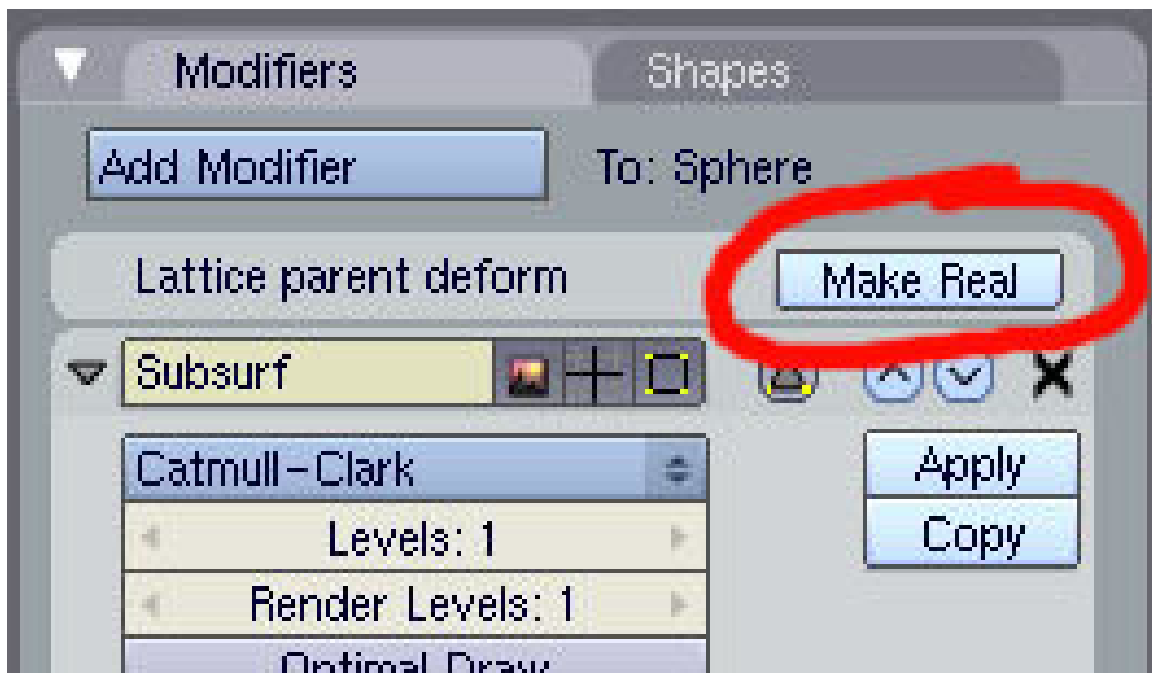 Modifiers Shapes
Add Modifier To: Sphere
Lattice parent deform Make Real
Subsurf
Catmull-Clark Apply
Levels: 1 Copy
Render Levels: 1
Optimal Draw